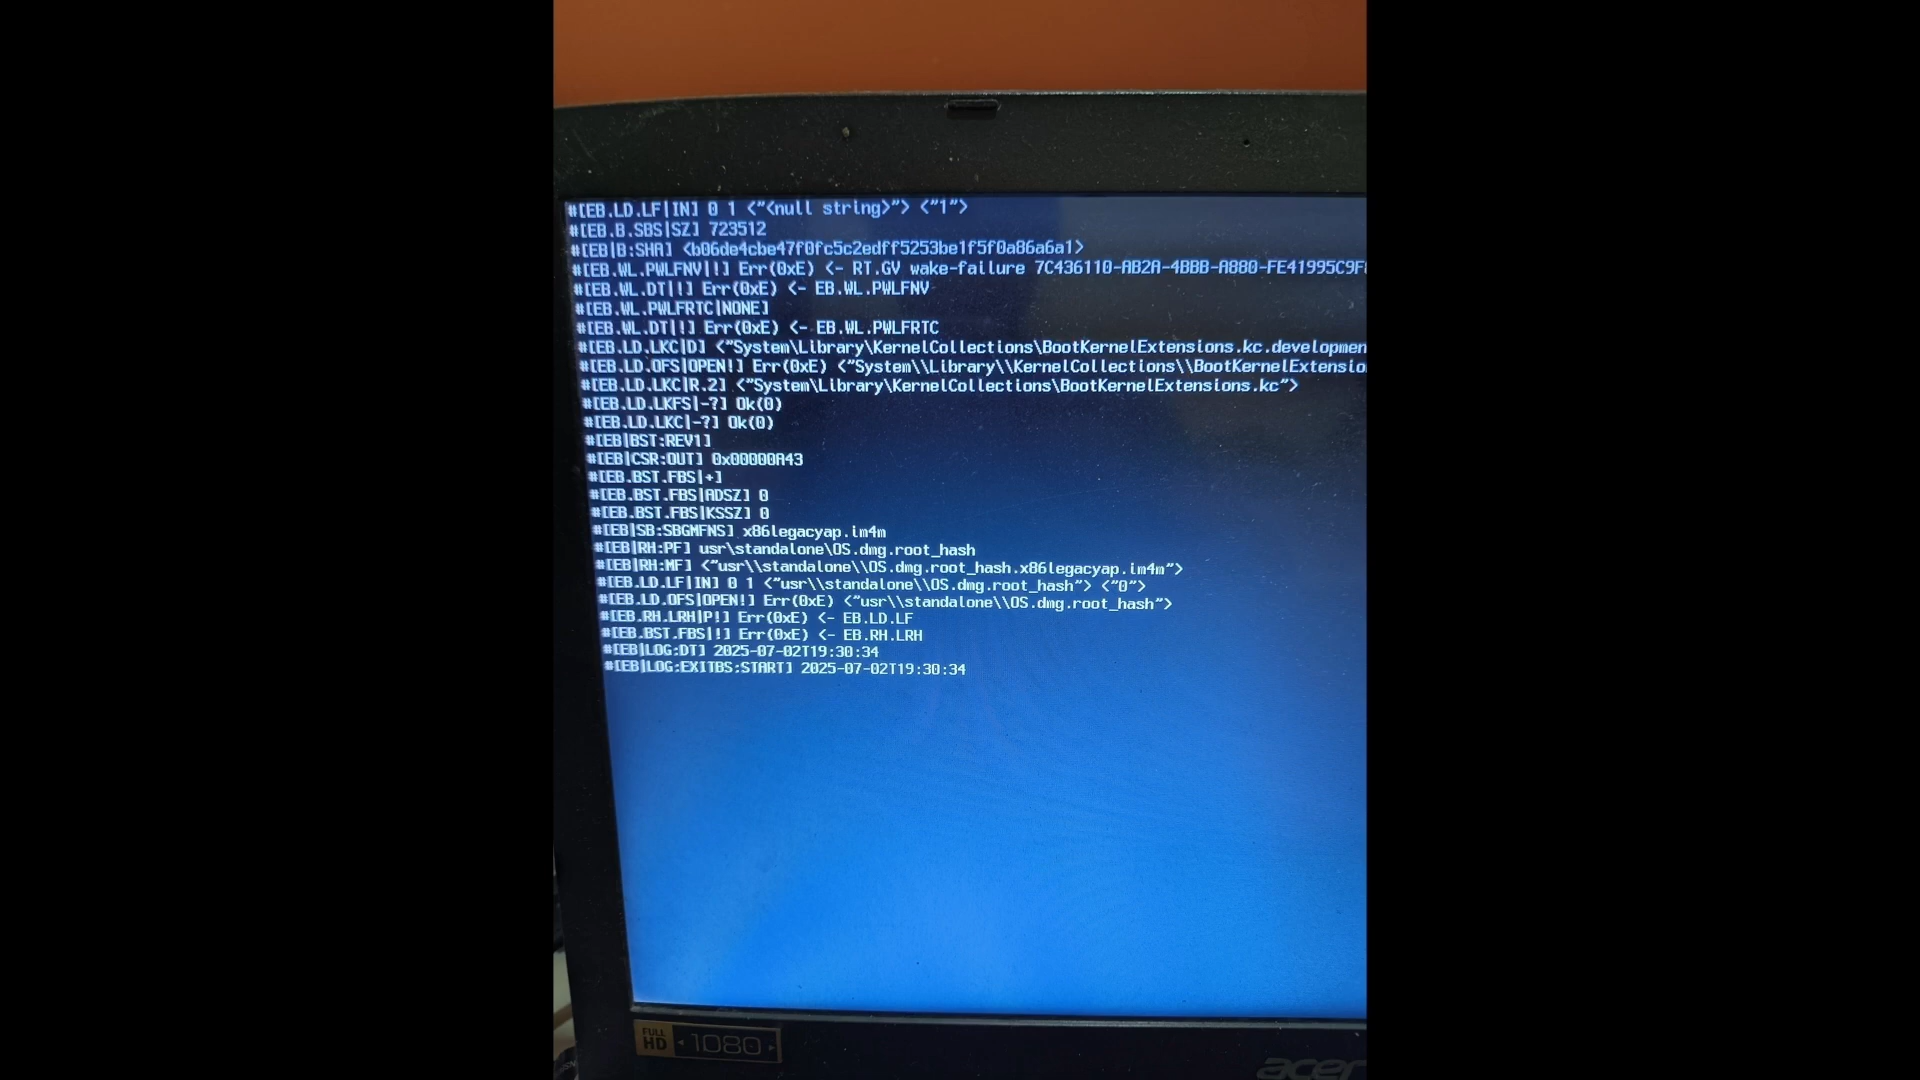 #[EB.LD.LF|IN] 0 1 <"<null string>"> <"1">
#[EB.B.SBS|SZ] 723512
#[EB|B:SHA] <b06de4cbe47f0fc5c2edff5253be1f5f0a86a6a1>
#[EB.WL.PWLFNV|!] Err(0xE) <- RT.GV wake-failure 7C436110-AB2A-4BBB-A880-FE41995C9F
#[EB.WL.DT|!] Err(0xE) <- EB.WL.PWLFNV
#[EB.WL.PWLFRTC|NONE]
#[EB.WL.DT|!] Err(0xE) <- EB.WL.PWLFRTC
#[EB.LD.LKC|D] <"System\Library\KernelCollections\BootKernelExtensions.kc.developmen
#[EB.LD.OFS|OPEN!] Err(0xE) <"System\\Library\\KernelCollections\\BootKernelExtensio
#[EB.LD.LKC|R.2] <"System\Library\KernelCollections\BootKernelExtensions.kc">
#[EB.LD.LKFS|-?] Ok(0)
#[EB.LD.LKC|-?] Ok(0)
#[EB|BST:REV1]
#[EB|CSR:OUT] 0x00000A43
#[EB.BST.FBS|+]
#[EB.BST.FBS|ADSZ] 0
#[EB.BST.FBS|KSSZ] 0
#[EB|SB:SBGMFNS] x86legacyap.im4m
#[EB|RH:PF] usr\standalone\OS.dmg.root_hash
#[EB|RH:MF] <"usr\\standalone\\OS.dmg.root_hash.x86legacyap.im4m">
#[EB.LD.LF|IN] 0 1 <"usr\\standalone\\OS.dmg.root_hash"> <"0">
#[EB.LD.OFS|OPEN!] Err(0xE) <"usr\\standalone\\OS.dmg.root_hash">
#[EB.RH.LRH|P!] Err(0xE) <- EB.LD.LF
#[EB.BST.FBS|!] Err(0xE) <- EB.RH.LRH
#[EB|LOG:DT] 2025-07-02T19:30:34
#[EB|LOG:EXITBS:START] 2025-07-02T19:30:34
FULL HD 1080
acer